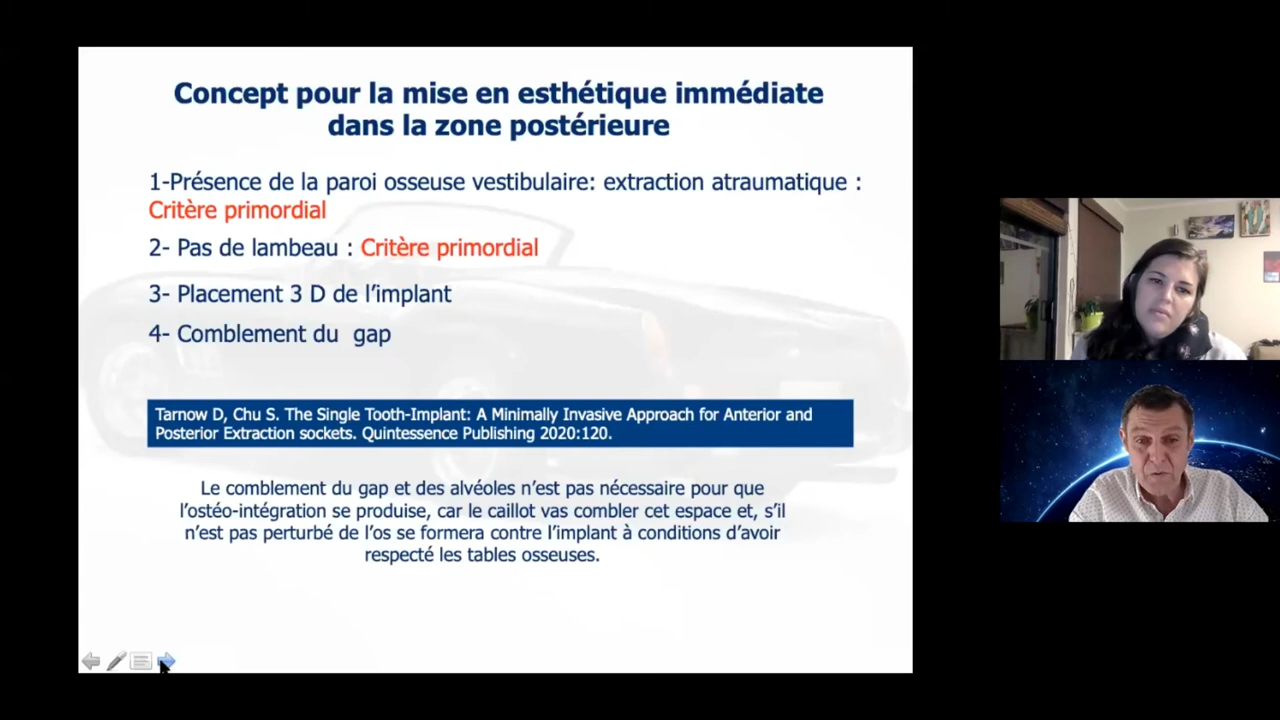 Concept pour la mise en esthétique immédiate
dans la zone postérieure
1-Présence de la paroi osseuse vestibulaire: extraction atraumatique :
Critère primordial
2- Pas de lambeau : Critère primordial
3- Placement 3 D de l’implant
4- Comblement du gap
Tarnow D, Chu S. The Single Tooth-Implant: A Minimally Invasive Approach for Anterior and
Posterior Extraction sockets. Quintessence Publishing 2020:120.
Le comblement du gap et des alvéoles n’est pas nécessaire pour que
l’ostéo-intégration se produise, car le caillot vas combler cet espace et, s’il
n’est pas perturbé de l’os se formera contre l’implant à conditions d’avoir
respecté les tables osseuses.